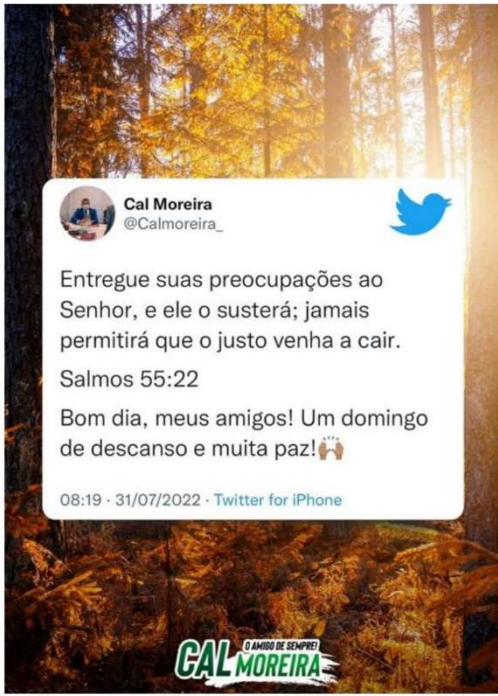 Cal Moreira
@Calmoreira_
Entregue suas preocupações ao
Senhor, e ele o susterá; jamais
permitirá que o justo venha a cair.
Salmos 55:22
Bom dia, meus amigos! Um domingo
de descanso e muita paz!🙌🏽
08:19 · 31/07/2022 · Twitter for iPhone
O AMIGO DE SEMPRE!
CAL MOREIRA